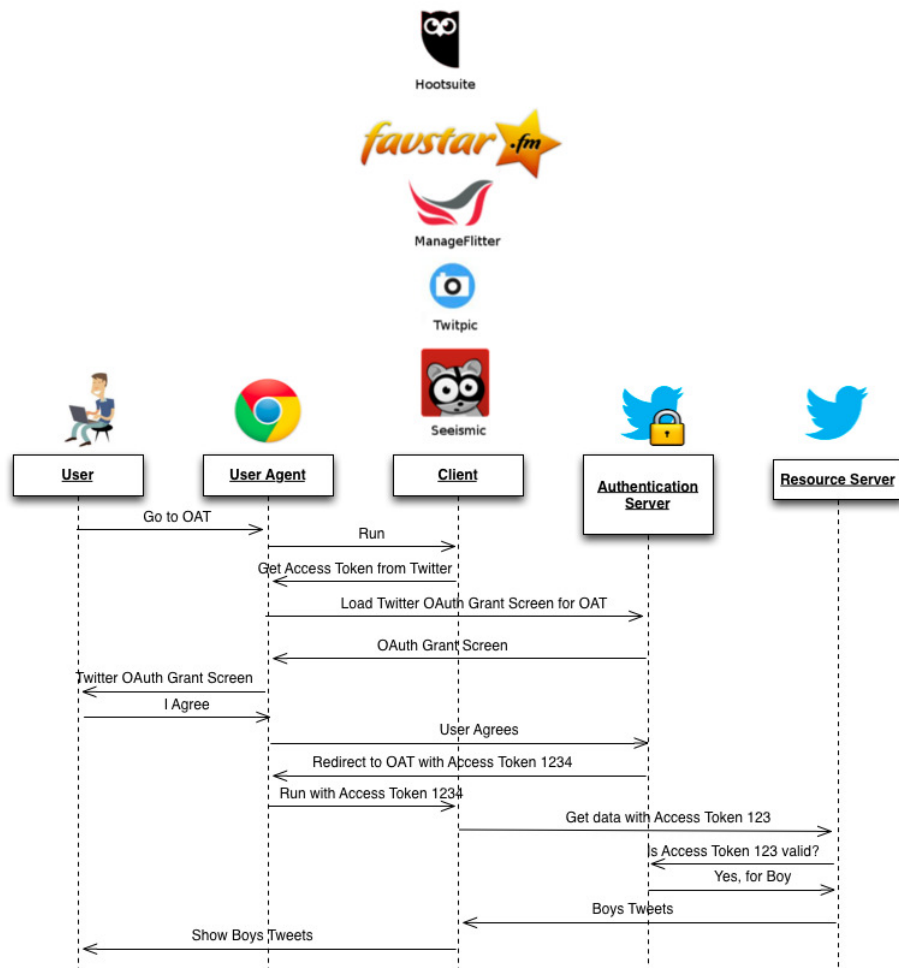 Hootsuite
favstar .fm
ManageFlitter
Twitpic
Seeismic
User
User Agent
Client
Authentication
Server
Resource Server
Go to OAT
Run
Get Access Token from Twitter
Load Twitter OAuth Grant Screen for OAT
OAuth Grant Screen
Twitter OAuth Grant Screen
I Agree
User Agrees
Redirect to OAT with Access Token 1234
Run with Access Token 1234
Get data with Access Token 123
Is Access Token 123 valid?
Yes, for Boy
Boys Tweets
Show Boys Tweets